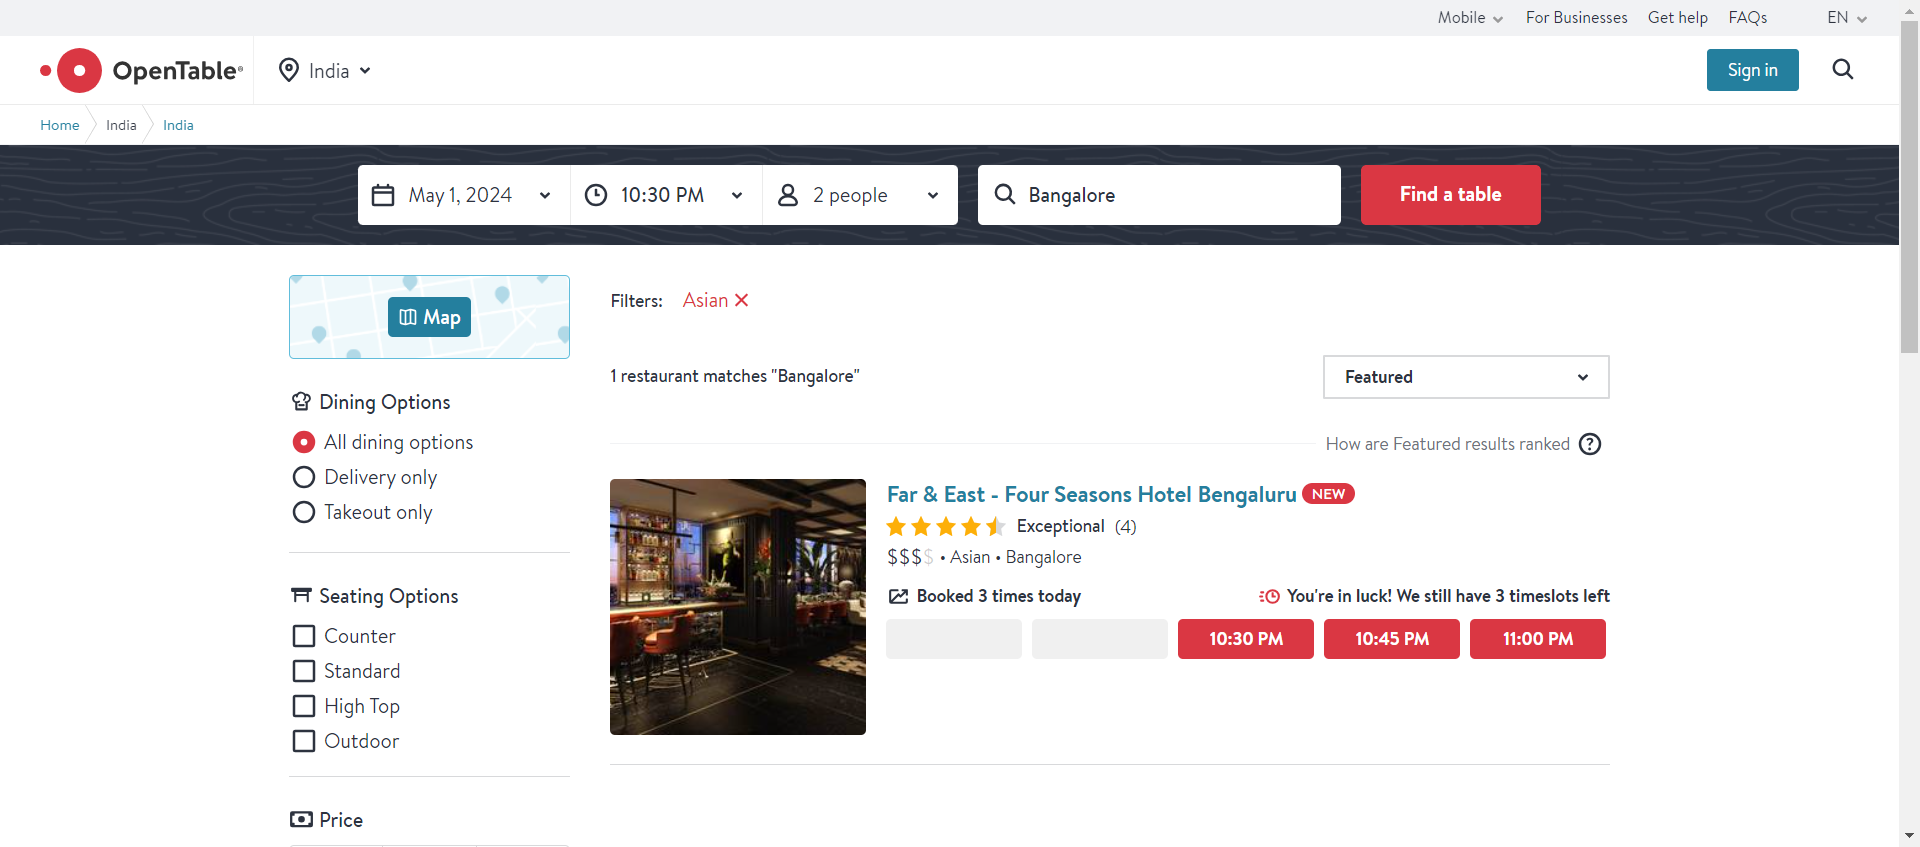 Mobile For Businesses Get help FAQs EN
OpenTable® India Sign in
Home India India
May 1, 2024 10:30 PM 2 people Bangalore Find a table
Map
Filters: Asian
1 restaurant matches "Bangalore" Featured
How are Featured results ranked ?
Dining Options
All dining options
Delivery only
Takeout only
Seating Options
Counter
Standard
High Top
Outdoor
Price
Far & East - Four Seasons Hotel Bengaluru NEW
Exceptional (4)
$$$$ • Asian • Bangalore
Booked 3 times today You're in luck! We still have 3 timeslots left
10:30 PM 10:45 PM 11:00 PM